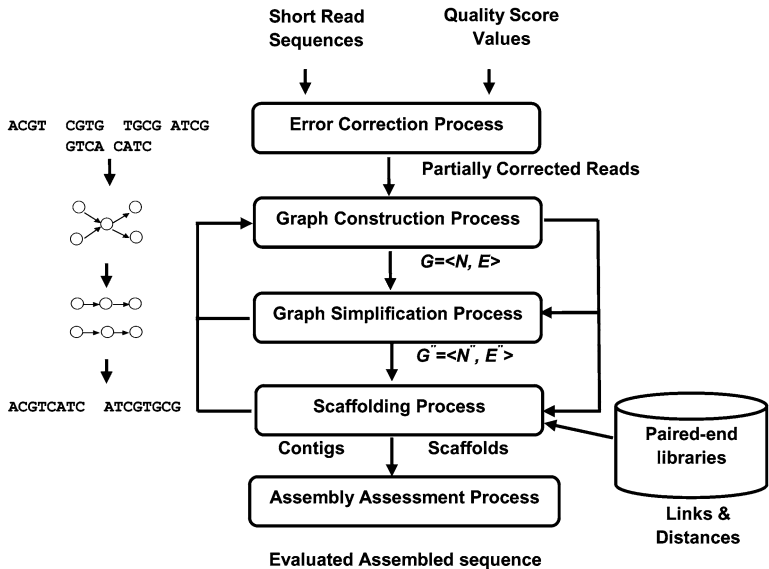 Short Read
Sequences
Quality Score
Values
Error Correction Process
ACGT CGTG TGCG ATCG
GTCA CATC
Partially Corrected Reads
Graph Construction Process
G=<N, E>
Graph Simplification Process
G¨=<N¨, E¨>
ACGTCATC ATCGTGCG
Scaffolding Process
Paired-end
libraries
Contigs Scaffolds
Assembly Assessment Process
Links &
Distances
Evaluated Assembled sequence